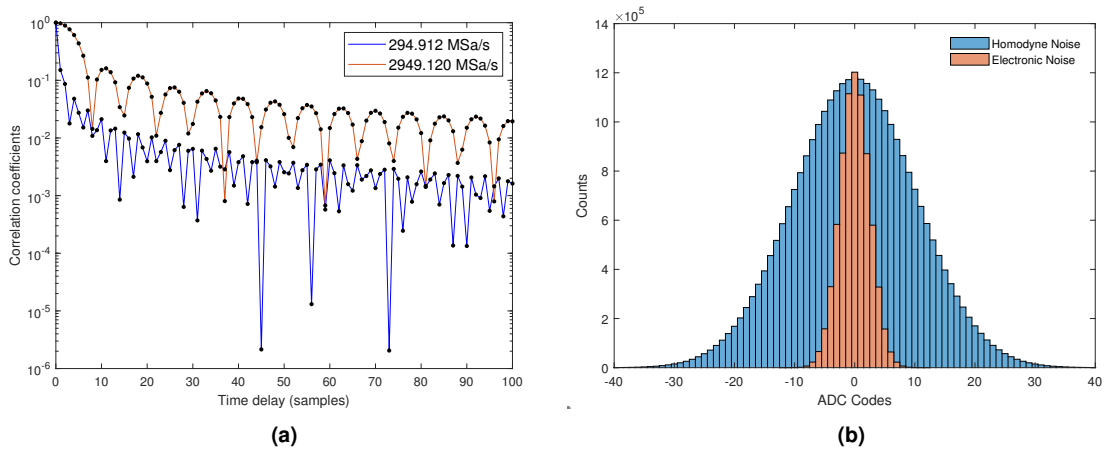 10^0
10^-1
10^-2
10^-3
10^-4
10^-5
10^-6
Correlation coefficients
0 10 20 30 40 50 60 70 80 90 100
Time delay (samples)
294.912 MSa/s
2949.120 MSa/s
(a)
×10^5
14
12
10
8
6
4
2
0
Counts
-40 -30 -20 -10 0 10 20 30 40
ADC Codes
Homodyne Noise
Electronic Noise
(b)